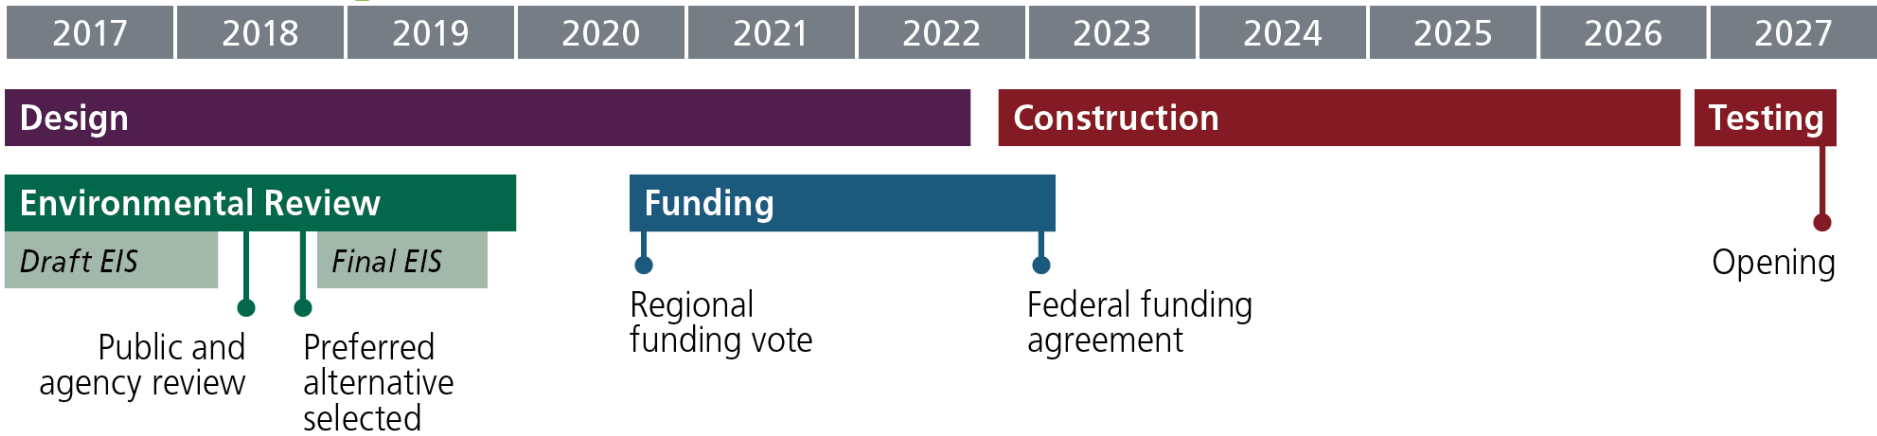 2017 2018 2019 2020 2021 2022 2023 2024 2025 2026 2027
Design
Construction
Testing
Environmental Review
Funding
Draft EIS
Final EIS
Opening
Regional
funding vote
Federal funding
agreement
Public and
agency review
Preferred
alternative
selected